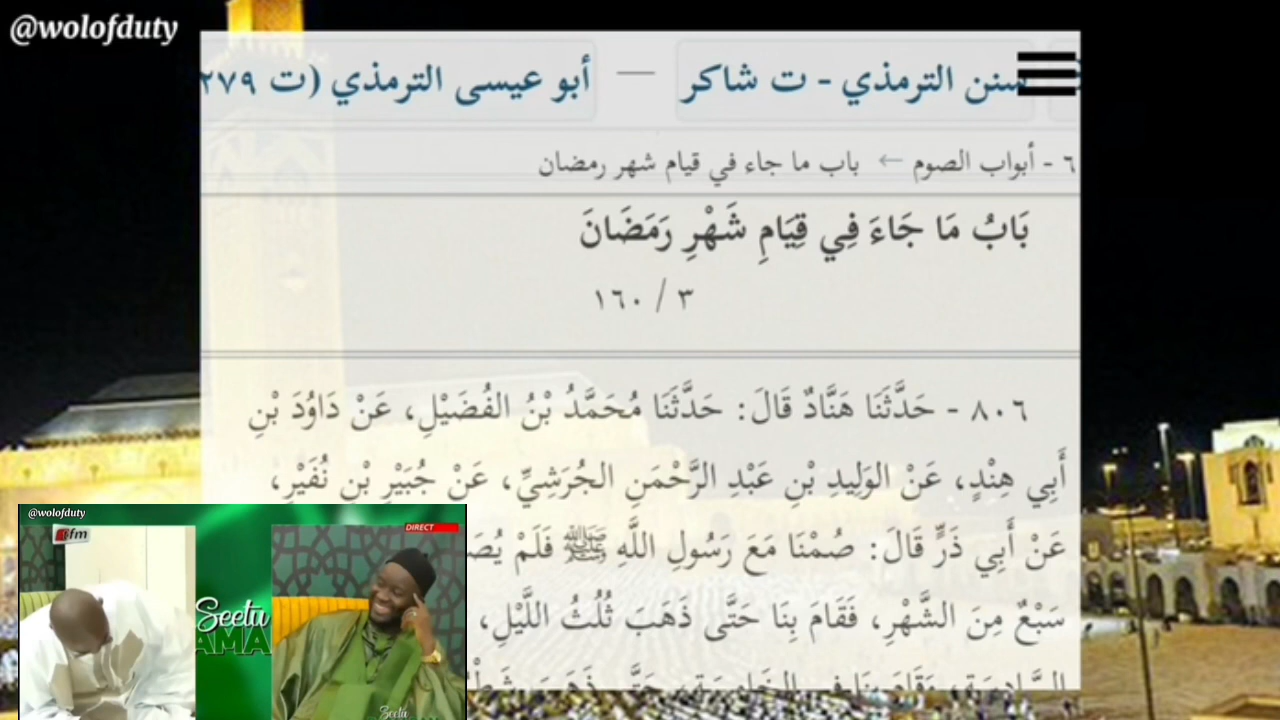 @wolofduty
سنن الترمذي - ت شاكر — أبو عيسى الترمذي (ت ٢٧٩
٦ - أبواب الصوم ← باب ما جاء في قيام شهر رمضان
بَابُ مَا جَاءَ فِي قِيَامِ شَهْرِ رَمَضَانَ
٣ / ١٦٠
٨٠٦ - حَدَّثَنَا هَنَّادٌ قَالَ: حَدَّثَنَا مُحَمَّدُ بْنُ الفُضَيْلِ، عَنْ دَاوُدَ بْنِ
أَبِي هِنْدٍ، عَنْ الوَلِيدِ بْنِ عَبْدِ الرَّحْمَنِ الجُرَشِيِّ، عَنْ جُبَيْرِ بْنِ نُفَيْرٍ،
عَنْ أَبِي ذَرٍّ قَالَ: صُمْنَا مَعَ رَسُولِ اللَّهِ ﷺ فَلَمْ يُصَ
سَبْعٌ مِنَ الشَّهْرِ، فَقَامَ بِنَا حَتَّى ذَهَبَ ثُلُثُ اللَّيْلِ،
@wolofduty
tfm
DIRECT
Seetu
AMA
Seetu